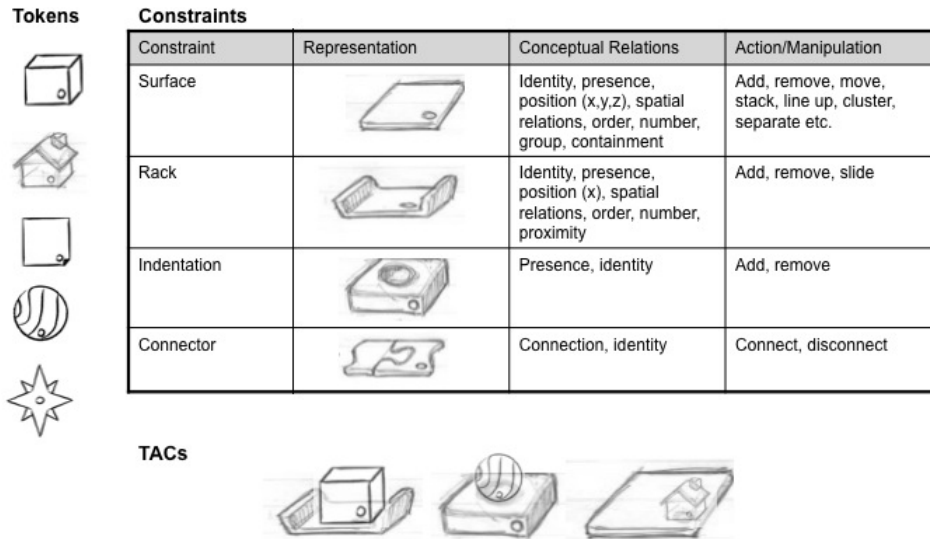 Tokens
Constraints
Constraint
Representation
Conceptual Relations
Action/Manipulation
Surface
Identity, presence,
position (x,y,z), spatial
relations, order, number,
group, containment
Add, remove, move,
stack, line up, cluster,
separate etc.
Rack
Identity, presence,
position (x), spatial
relations, order, number,
proximity
Add, remove, slide
Indentation
Presence, identity
Add, remove
Connector
Connection, identity
Connect, disconnect
TACs